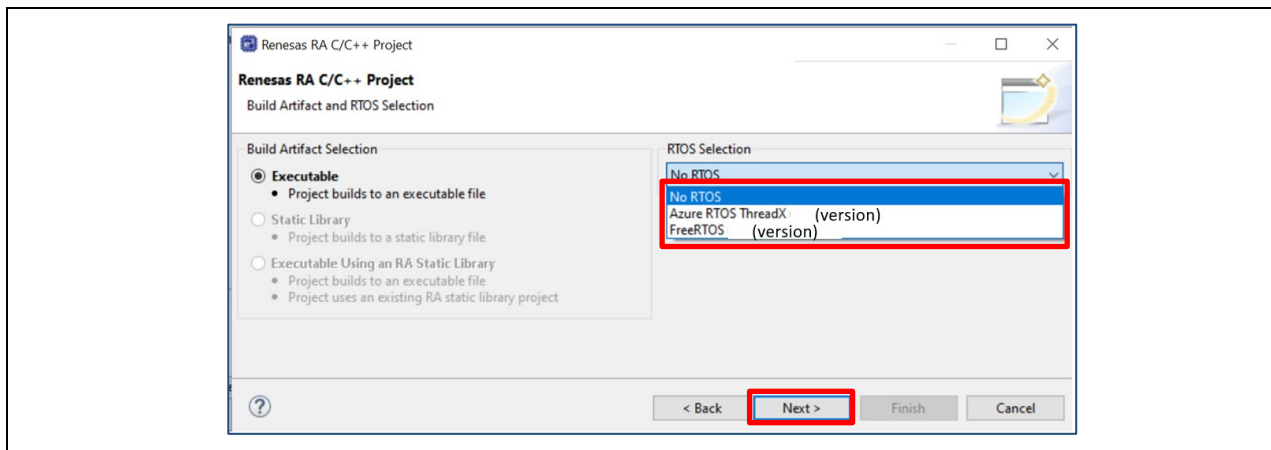 Renesas RA C/C++ Project
Renesas RA C/C++ Project
Build Artifact and RTOS Selection
Build Artifact Selection
Executable
Project builds to an executable file
Static Library
Project builds to a static library file
Executable Using an RA Static Library
Project builds to an executable file
Project uses an existing RA static library project
RTOS Selection
No RTOS
No RTOS
Azure RTOS ThreadX (version)
FreeRTOS (version)
?
< Back
Next >
Finish
Cancel